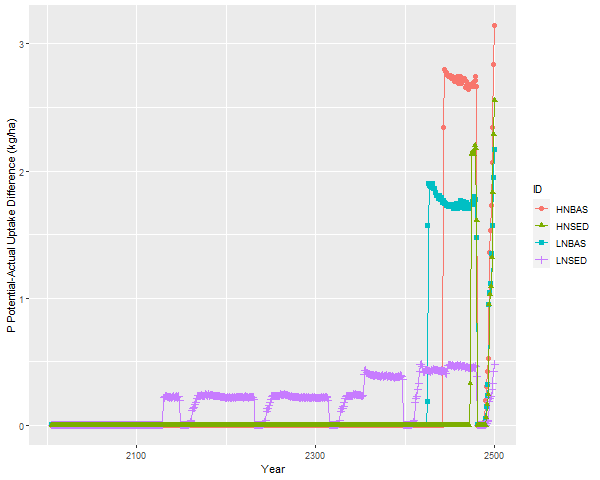 P Potential-Actual Uptake Difference (kg/ha)
3
2
1
0
2100
2300
2500
Year
ID
HNBAS
HNSED
LNBAS
LNSED